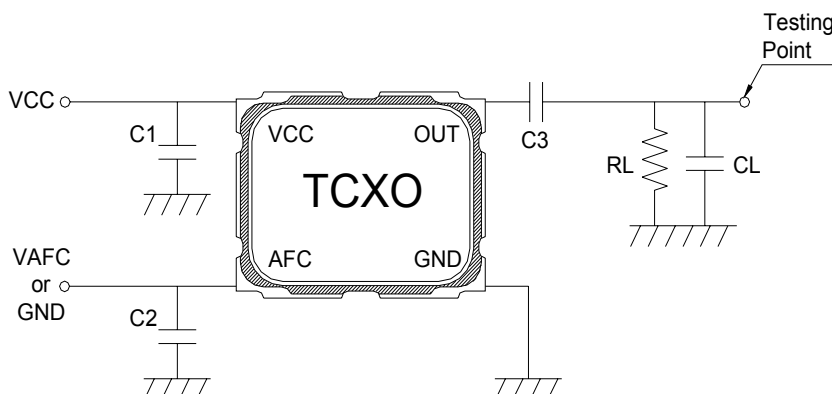 Testing
Point
VCC
C1
VCC
OUT
C3
RL
CL
TCXO
VAFC
or
GND
AFC
GND
C2